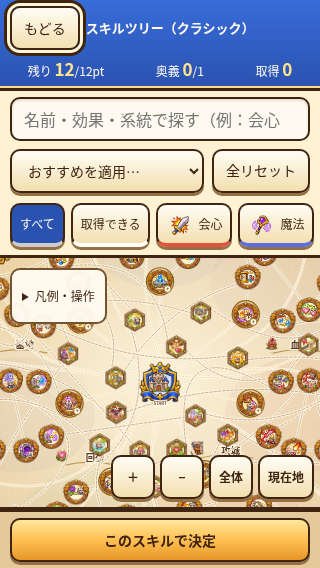 もどる
スキルツリー（クラシック）
残り 12/12pt 奥義 0/1 取得 0
名前・効果・系統で探す（例：会心
おすすめを適用… 全リセット
すべて 取得できる 会心 魔法
▶ 凡例・操作
START
＋ − 全体 現在地
このスキルで決定